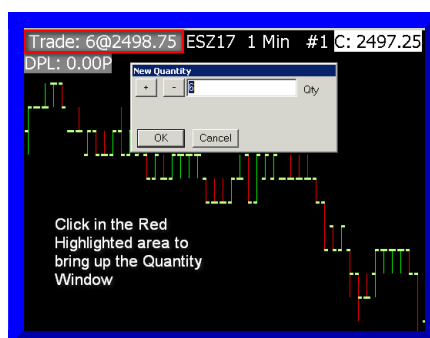 Trade: 6@2498.75 ESZ17 1 Min #1 C: 2497.25
DPL: 0.00P
New Quantity
+ - 6 Qty
OK Cancel
Click in the Red
Highlighted area to
bring up the Quantity
Window